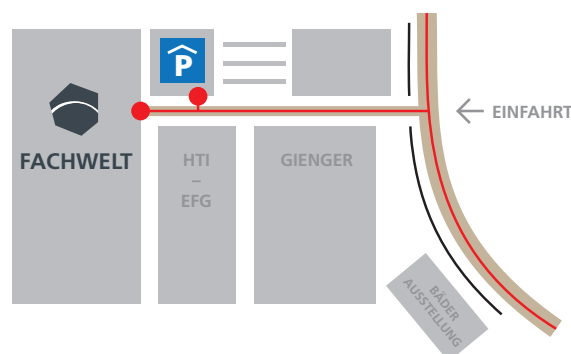 P
EINFAHRT
FACHWELT
HTI
–
EFG
GIENGER
BÄDER
AUSSTELLUNG